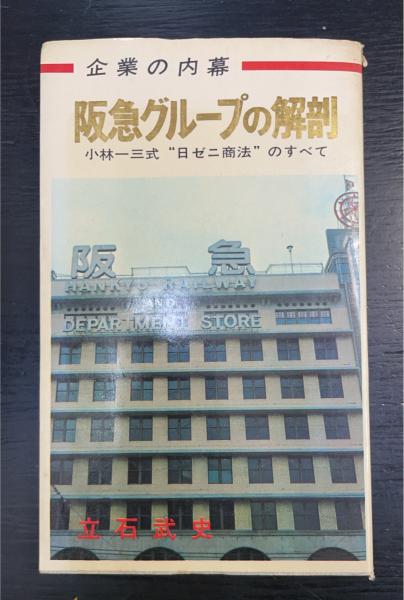 企業の内幕
阪急グループの解剖
小林一三式“日ゼニ商法”のすべて
阪急
HANKYU RAILWAY
AND
DEPARTMENT STORE
立石武史